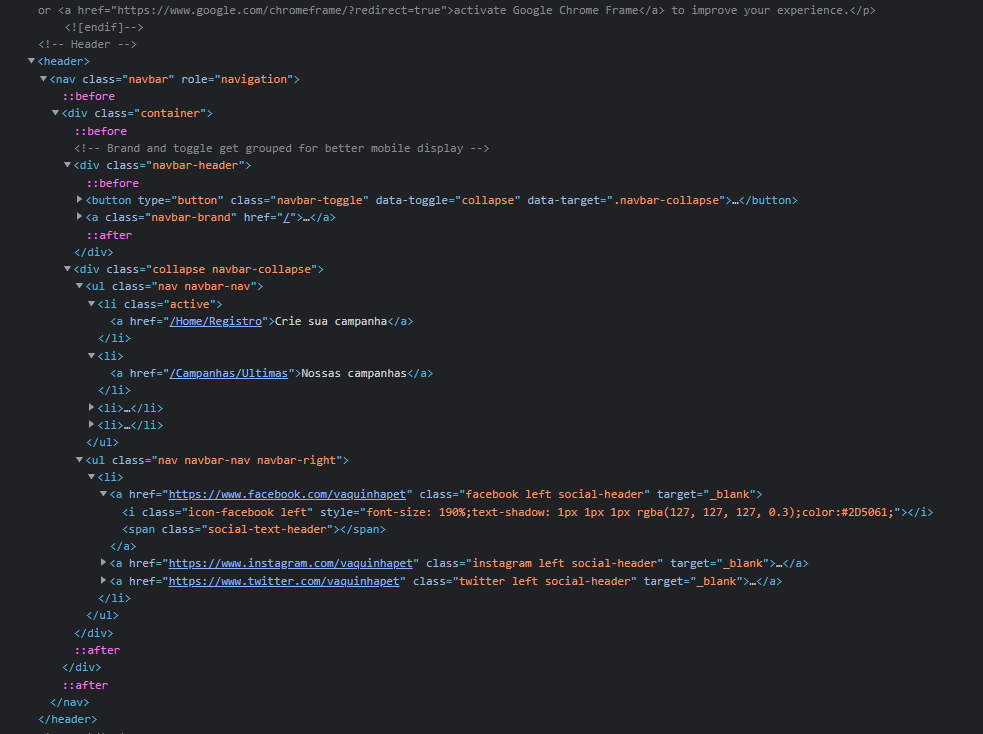 or <a href="https://www.google.com/chromeframe/?redirect=true">activate Google Chrome Frame</a> to improve your experience.</p>
<![endif]-->
<!-- Header -->
<header>
<nav class="navbar" role="navigation">
::before
<div class="container">
::before
<!-- Brand and toggle get grouped for better mobile display -->
<div class="navbar-header">
::before
<button type="button" class="navbar-toggle" data-toggle="collapse" data-target=".navbar-collapse">…</button>
<a class="navbar-brand" href="/">…</a>
::after
</div>
<div class="collapse navbar-collapse">
<ul class="nav navbar-nav">
<li class="active">
<a href="/Home/Registro">Crie sua campanha</a>
</li>
<li>
<a href="/Campanhas/Ultimas">Nossas campanhas</a>
</li>
<li>…</li>
<li>…</li>
</ul>
<ul class="nav navbar-nav navbar-right">
<li>
<a href="https://www.facebook.com/vaquinhapet" class="facebook left social-header" target="_blank">
<i class="icon-facebook left" style="font-size: 190%;text-shadow: 1px 1px 1px rgba(127, 127, 127, 0.3);color:#2D5061;"></i>
<span class="social-text-header"></span>
</a>
<a href="https://www.instagram.com/vaquinhapet" class="instagram left social-header" target="_blank">…</a>
<a href="https://www.twitter.com/vaquinhapet" class="twitter left social-header" target="_blank">…</a>
</li>
</ul>
</div>
::after
</div>
::after
</nav>
</header>